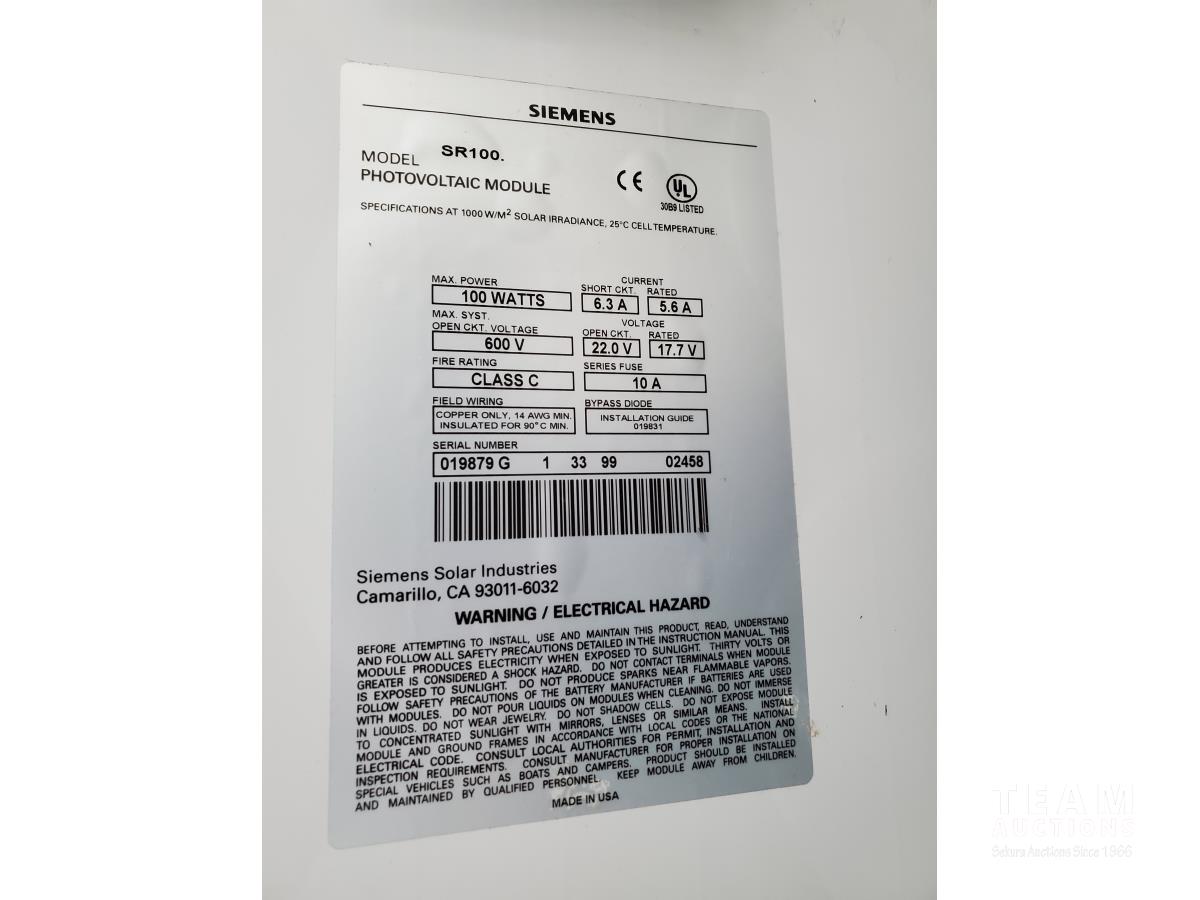 SIEMENS
MODEL SR100.
PHOTOVOLTAIC MODULE
CE
UL
30B9 LISTED
SPECIFICATIONS AT 1000 W/M² SOLAR IRRADIANCE, 25°C CELL TEMPERATURE.
MAX. POWER
100 WATTS
CURRENT
SHORT CKT. RATED
6.3 A 5.6 A
MAX. SYST.
OPEN CKT. VOLTAGE
600 V
VOLTAGE
OPEN CKT. RATED
22.0 V 17.7 V
FIRE RATING
CLASS C
SERIES FUSE
10 A
FIELD WIRING
COPPER ONLY, 14 AWG MIN.
INSULATED FOR 90°C MIN.
BYPASS DIODE
INSTALLATION GUIDE
019831
SERIAL NUMBER
019879 G 1 33 99 02458
Siemens Solar Industries
Camarillo, CA 93011-6032
WARNING / ELECTRICAL HAZARD
BEFORE ATTEMPTING TO INSTALL, USE AND MAINTAIN THIS PRODUCT, READ, UNDERSTAND
AND FOLLOW ALL SAFETY PRECAUTIONS DETAILED IN THE INSTRUCTION MANUAL. THIS
MODULE PRODUCES ELECTRICITY WHEN EXPOSED TO SUNLIGHT. THIRTY VOLTS OR
GREATER IS CONSIDERED A SHOCK HAZARD. DO NOT CONTACT TERMINALS WHEN MODULE
IS EXPOSED TO SUNLIGHT. DO NOT PRODUCE SPARKS NEAR FLAMMABLE VAPORS.
FOLLOW SAFETY PRECAUTIONS OF THE BATTERY MANUFACTURER IF BATTERIES ARE USED
WITH MODULES. DO NOT POUR LIQUIDS ON MODULES WHEN CLEANING. DO NOT IMMERSE
IN LIQUIDS. DO NOT WEAR JEWELRY. DO NOT SHADOW CELLS. DO NOT EXPOSE MODULE
TO CONCENTRATED SUNLIGHT WITH MIRRORS, LENSES OR SIMILAR MEANS. INSTALL
MODULE AND GROUND FRAMES IN ACCORDANCE WITH LOCAL CODES OR THE NATIONAL
ELECTRICAL CODE. CONSULT LOCAL AUTHORITIES FOR PERMIT, INSTALLATION AND
INSPECTION REQUIREMENTS. CONSULT MANUFACTURER FOR PROPER INSTALLATION ON
SPECIAL VEHICLES SUCH AS BOATS AND CAMPERS. PRODUCT SHOULD BE INSTALLED
AND MAINTAINED BY QUALIFIED PERSONNEL. KEEP MODULE AWAY FROM CHILDREN.
MADE IN USA
TEAM
AUCTIONS
Sekura Auctions Since 1966